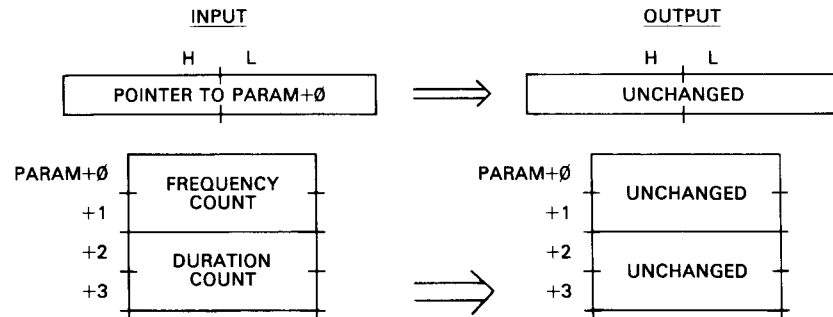 INPUT OUTPUT
H L H L
POINTER TO PARAM+Ø UNCHANGED
PARAM+Ø FREQUENCY COUNT PARAM+Ø UNCHANGED
+1 +1
+2 DURATION COUNT +2 UNCHANGED
+3 +3